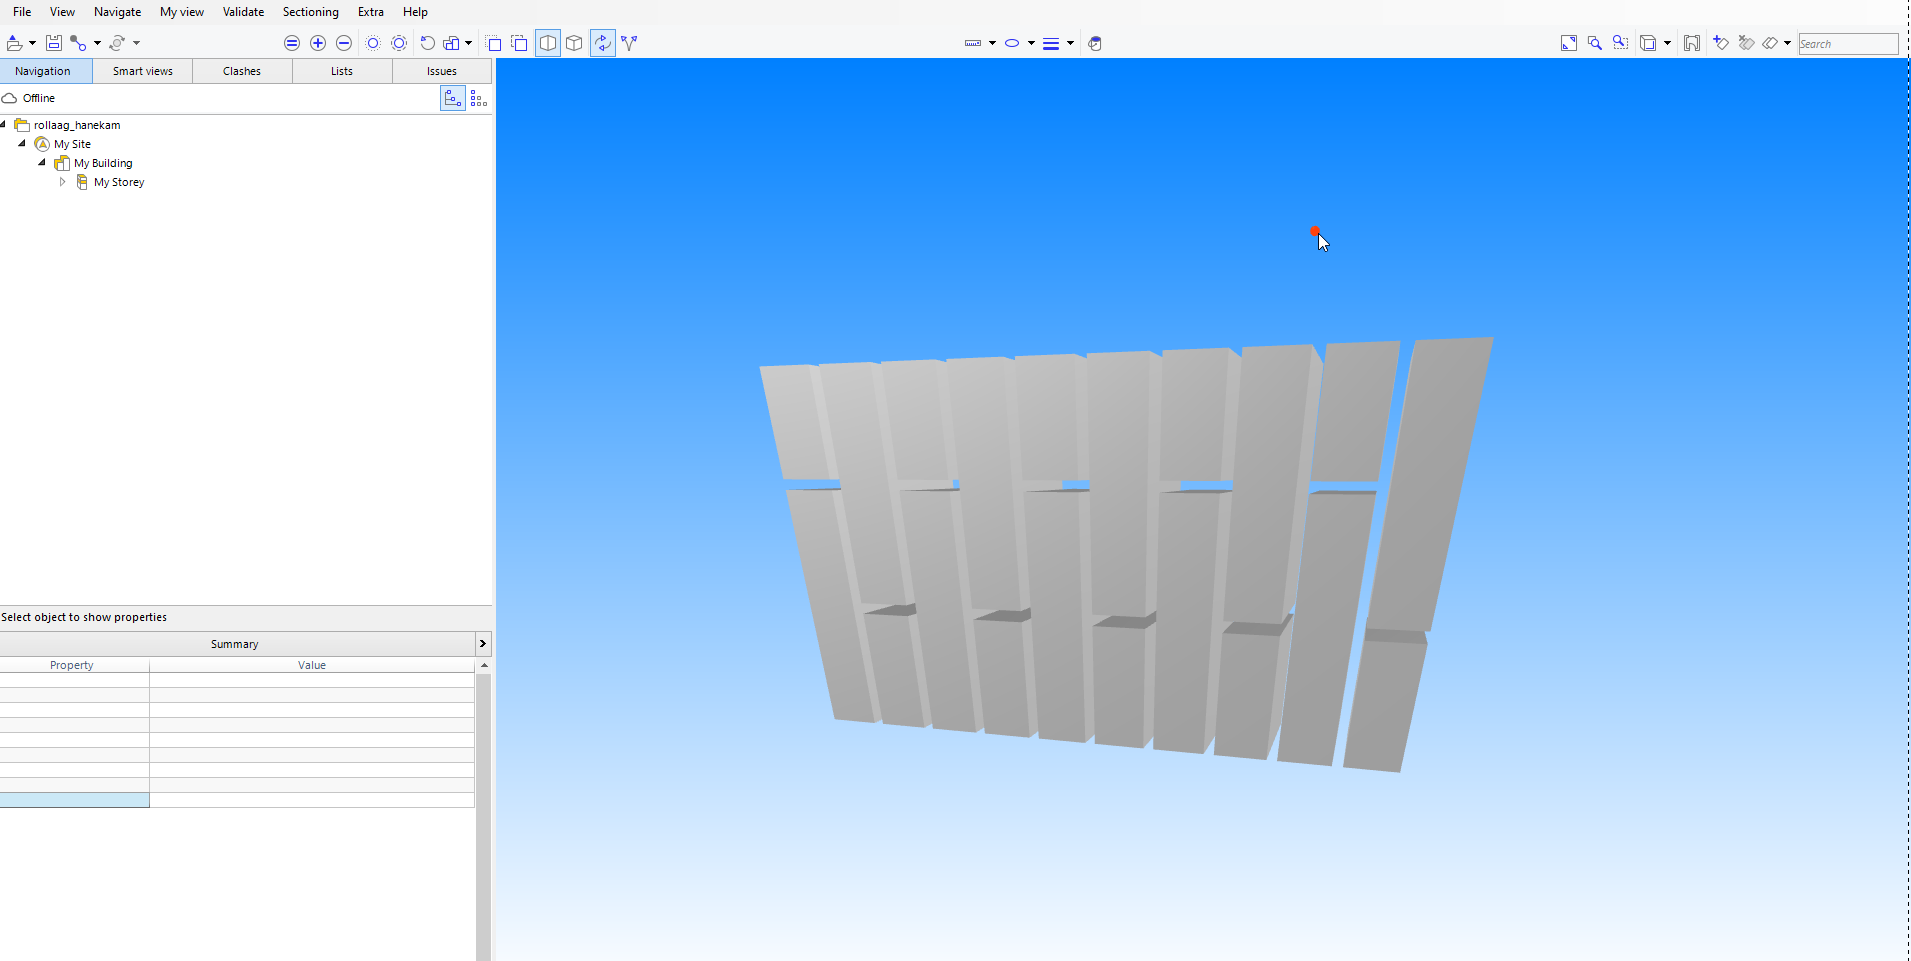 File View Navigate My view Validate Sectioning Extra Help
Search
Navigation Smart views Clashes Lists Issues
Offline
rollaag_hanekam
My Site
My Building
My Storey
Select object to show properties
Summary
Property Value